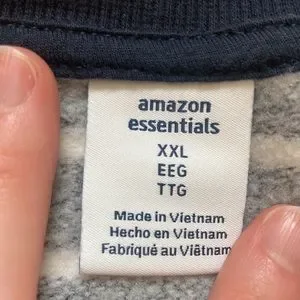 amazon
essentials
XXL
EEG
TTG
Made in Vietnam
Hecho en Vietnam
Fabriqué au Viêtnam